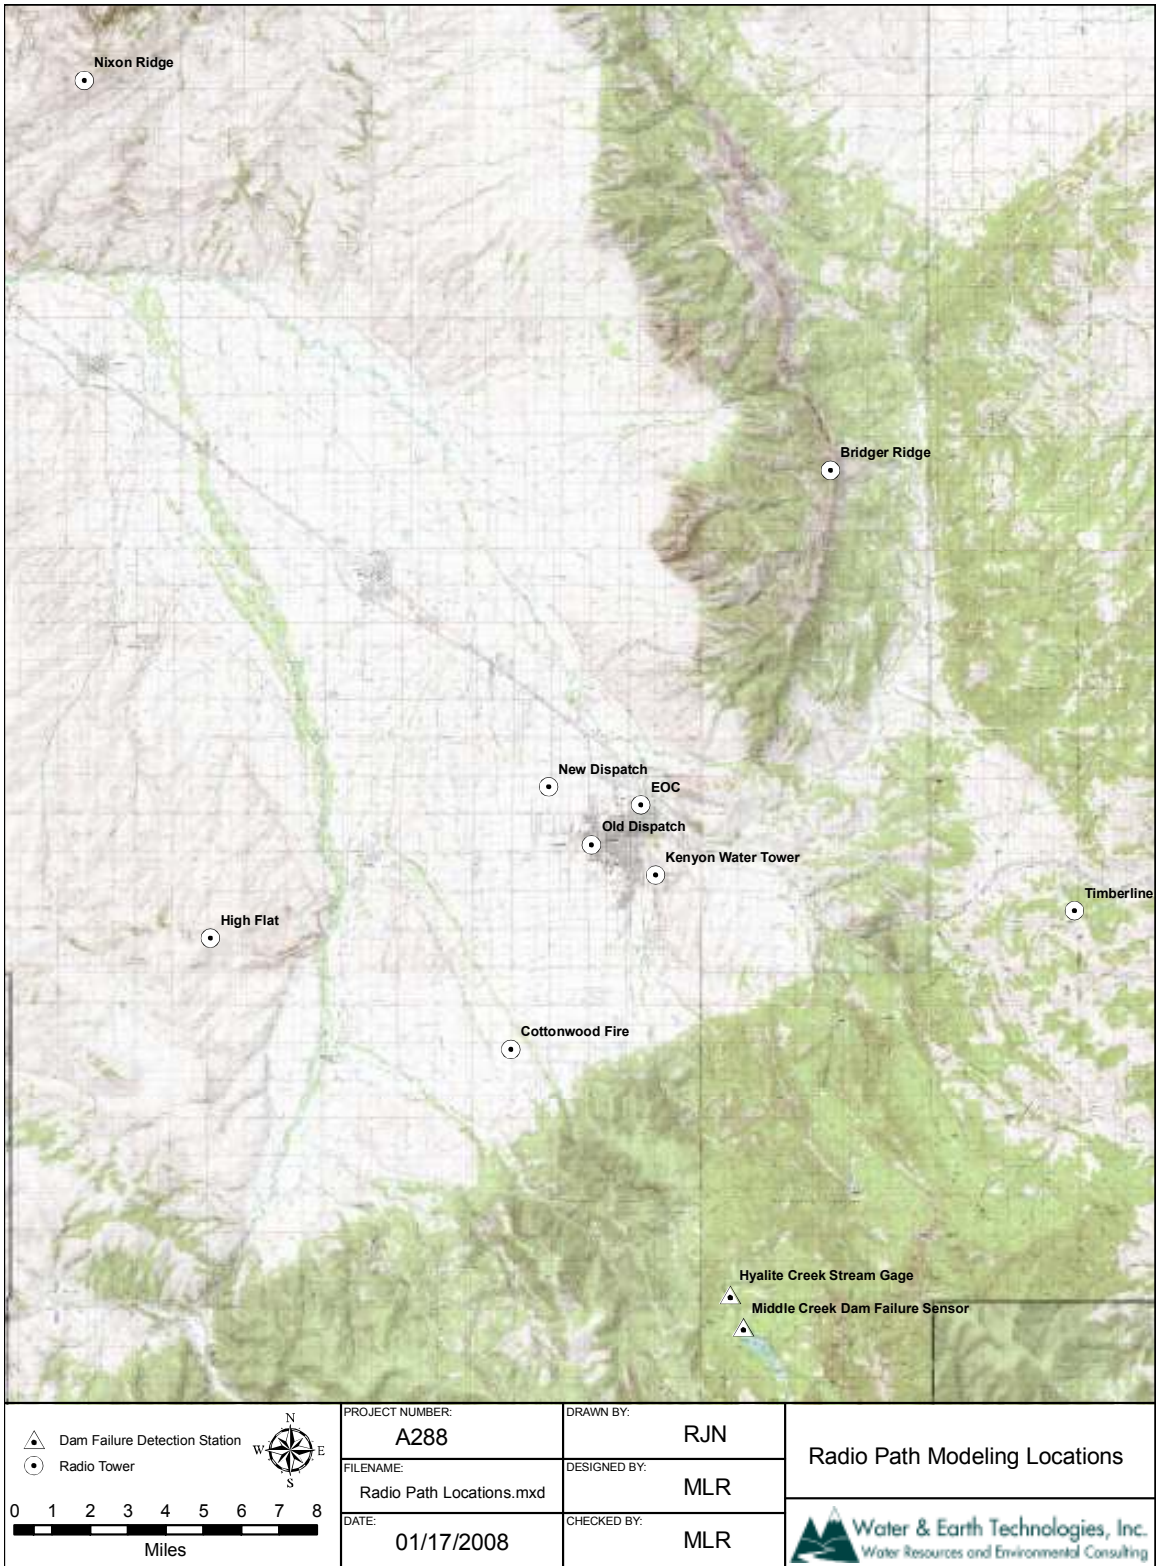 Nixon Ridge
Bridger Ridge
New Dispatch
EOC
Old Dispatch
Kenyon Water Tower
Timberline
High Flat
Cottonwood Fire
Hyalite Creek Stream Gage
Middle Creek Dam Failure Sensor
Dam Failure Detection Station
Radio Tower
N
W E
S
0 1 2 3 4 5 6 7 8
Miles
PROJECT NUMBER:
A288
FILENAME:
Radio Path Locations.mxd
DATE:
01/17/2008
DRAWN BY:
RJN
DESIGNED BY:
MLR
CHECKED BY:
MLR
Radio Path Modeling Locations
Water & Earth Technologies, Inc.
Water Resources and Environmental Consulting